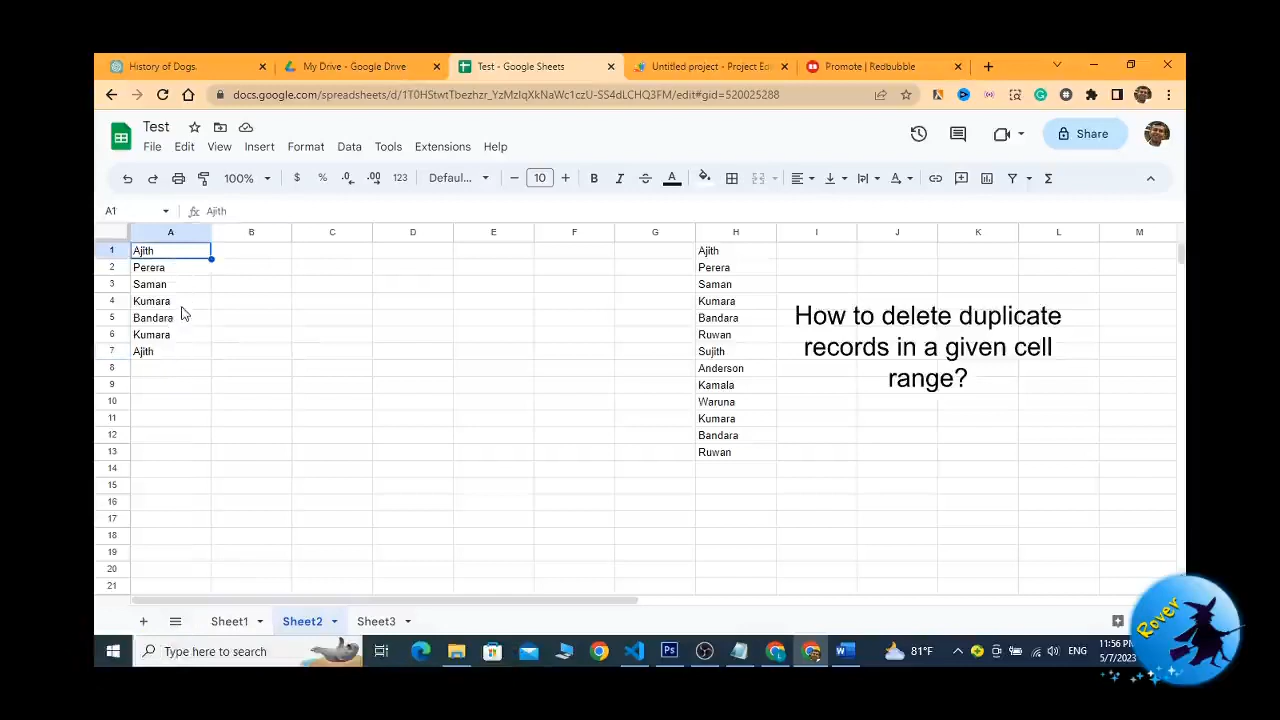 History of Dogs.
My Drive - Google Drive
Test - Google Sheets
Untitled project - Project Ed
Promote | Redbubble
docs.google.com/spreadsheets/d/1T0HStwtTbezhzr_YzMzIqXkNaWc1czU-SS4dLCHQ3FM/edit#gid=520025288
Test
File Edit View Insert Format Data Tools Extensions Help
Share
100% $ % .0 .00 123 Defaul... 10 B I A
A1 fx Ajith
A B C D E F G H I J K L M
1 Ajith Ajith
2 Perera Perera
3 Saman Saman
4 Kumara Kumara
5 Bandara Bandara
6 Kumara Ruwan
7 Ajith Sujith
8 Anderson
9 Kamala
10 Waruna
11 Kumara
12 Bandara
13 Ruwan
14
15
16
17
18
19
20
21
How to delete duplicate
records in a given cell
range?
Sheet1 Sheet2 Sheet3
Type here to search
Ps
81°F
ENG
11:56 PM
5/7/2023
Rover